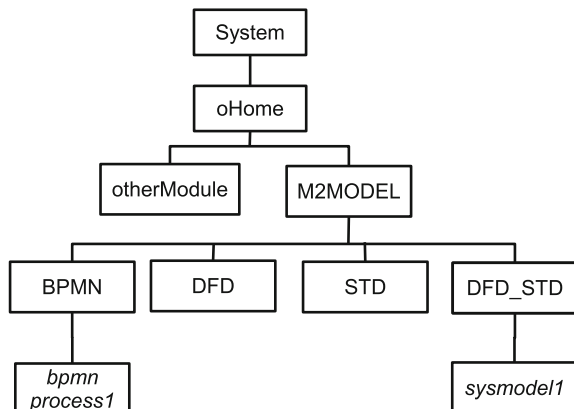 System
oHome
otherModule
M2MODEL
BPMN
DFD
STD
DFD_STD
bpmn
process1
sysmodel1